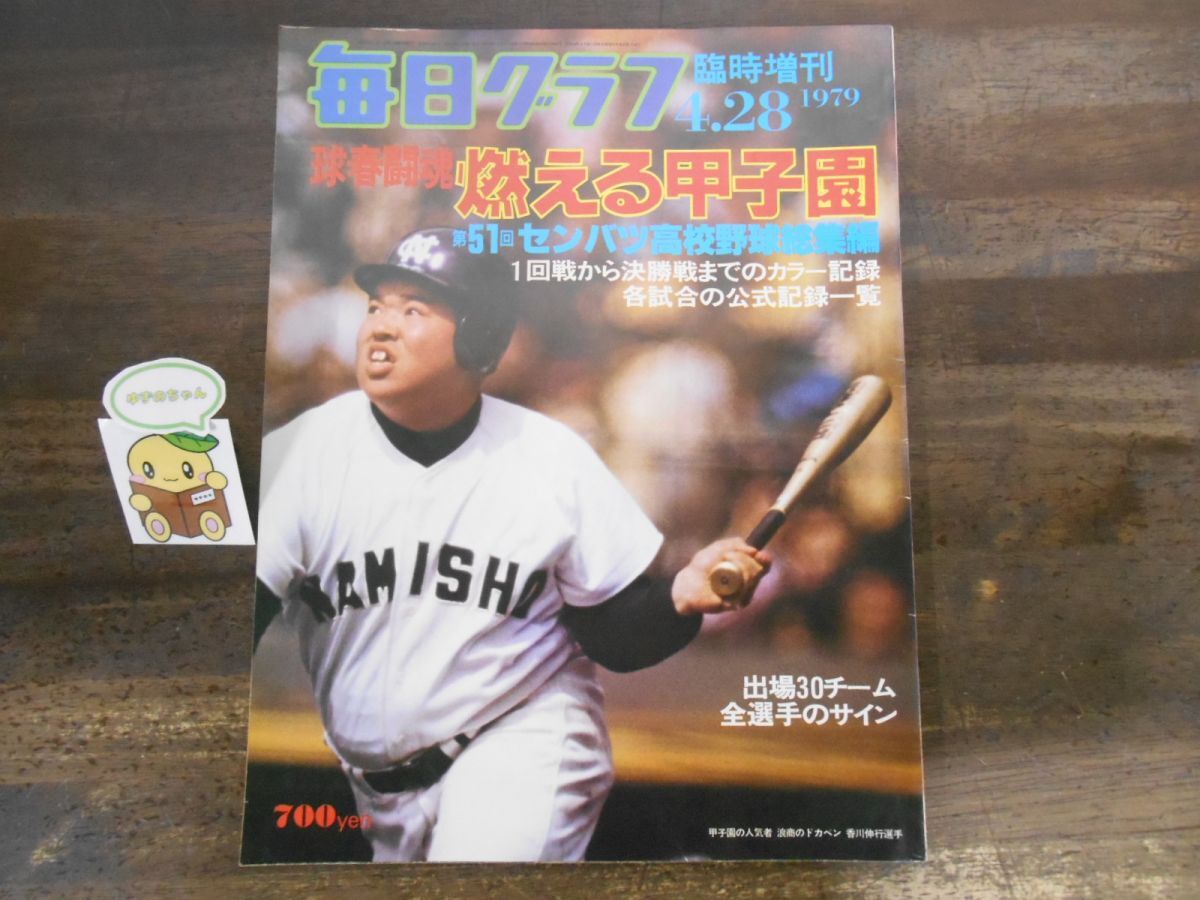 毎日グラフ 臨時増刊
4.28 1979
球春闘魂 燃える甲子園
第51回 センバツ高校野球総集編
1回戦から決勝戦までのカラー記録
各試合の公式記録一覧
ゆずみちゃん
NAMISHO
出場30チーム
全選手のサイン
700yen
甲子園の人気者 浪商のドカベン 香川伸行選手